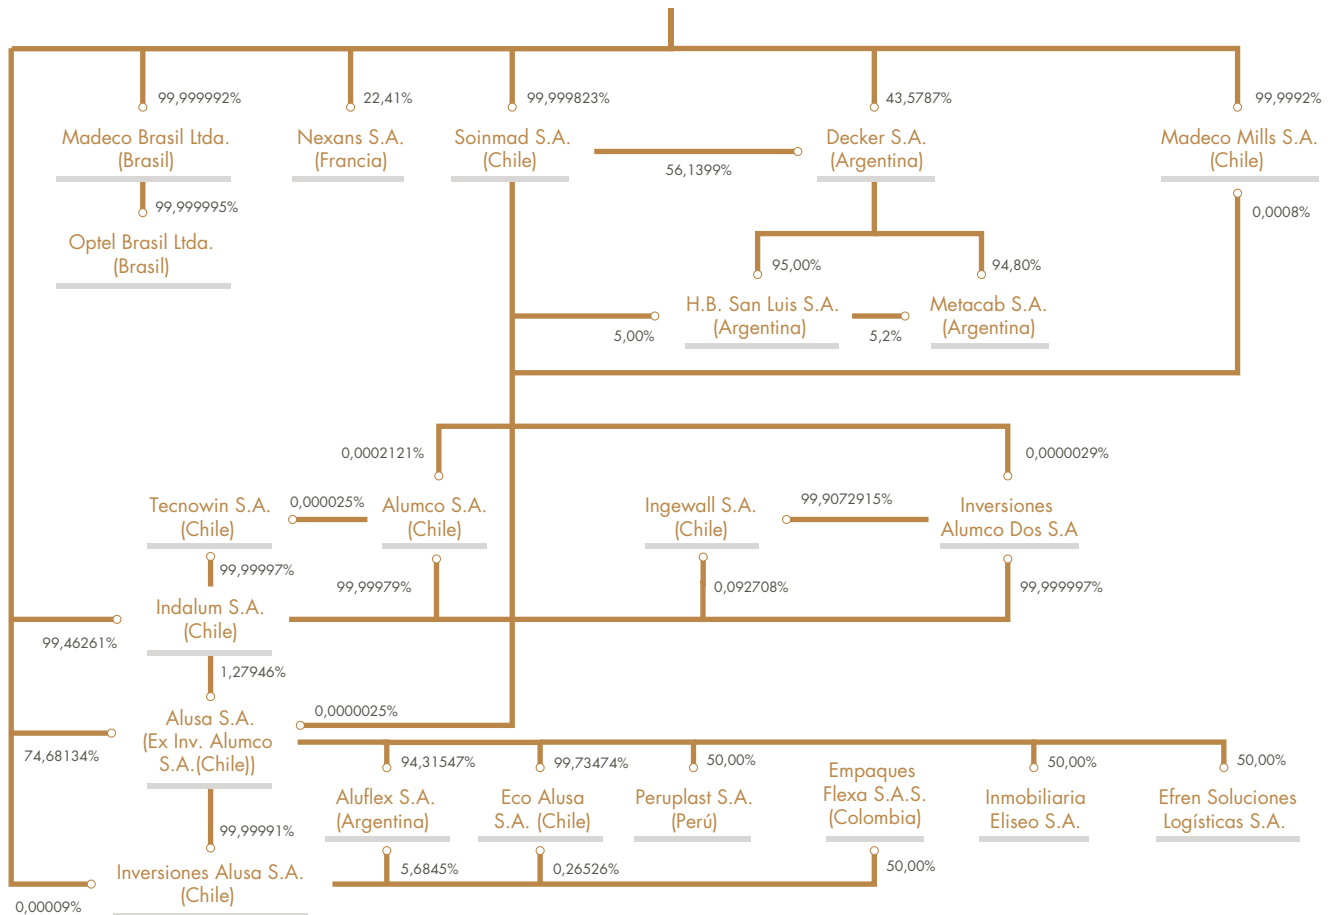 99,999992%
22,41%
99,999823%
43,5787%
99,9992%
Madeco Brasil Ltda.
(Brasil)
Nexans S.A.
(Francia)
Soinmad S.A.
(Chile)
56,1399%
Decker S.A.
(Argentina)
Madeco Mills S.A.
(Chile)
99,999995%
0,0008%
Optel Brasil Ltda.
(Brasil)
95,00%
94,80%
H.B. San Luis S.A.
(Argentina)
Metacab S.A.
(Argentina)
5,00%
5,2%
0,0002121%
0,0000029%
Tecnowin S.A.
(Chile)
0,000025%
Alumco S.A.
(Chile)
Ingewall S.A.
(Chile)
99,9072915%
Inversiones
Alumco Dos S.A
99,99997%
99,99979%
0,092708%
99,999997%
Indalum S.A.
(Chile)
99,46261%
1,27946%
0,0000025%
Alusa S.A.
(Ex Inv. Alumco
S.A.(Chile))
74,68134%
94,31547%
99,73474%
50,00%
50,00%
50,00%
Aluflex S.A.
(Argentina)
Eco Alusa
S.A. (Chile)
Peruplast S.A.
(Perú)
Empaques
Flexa S.A.S.
(Colombia)
Inmobiliaria
Eliseo S.A.
Efren Soluciones
Logísticas S.A.
99,99991%
Inversiones Alusa S.A.
(Chile)
5,6845%
0,26526%
50,00%
0,00009%